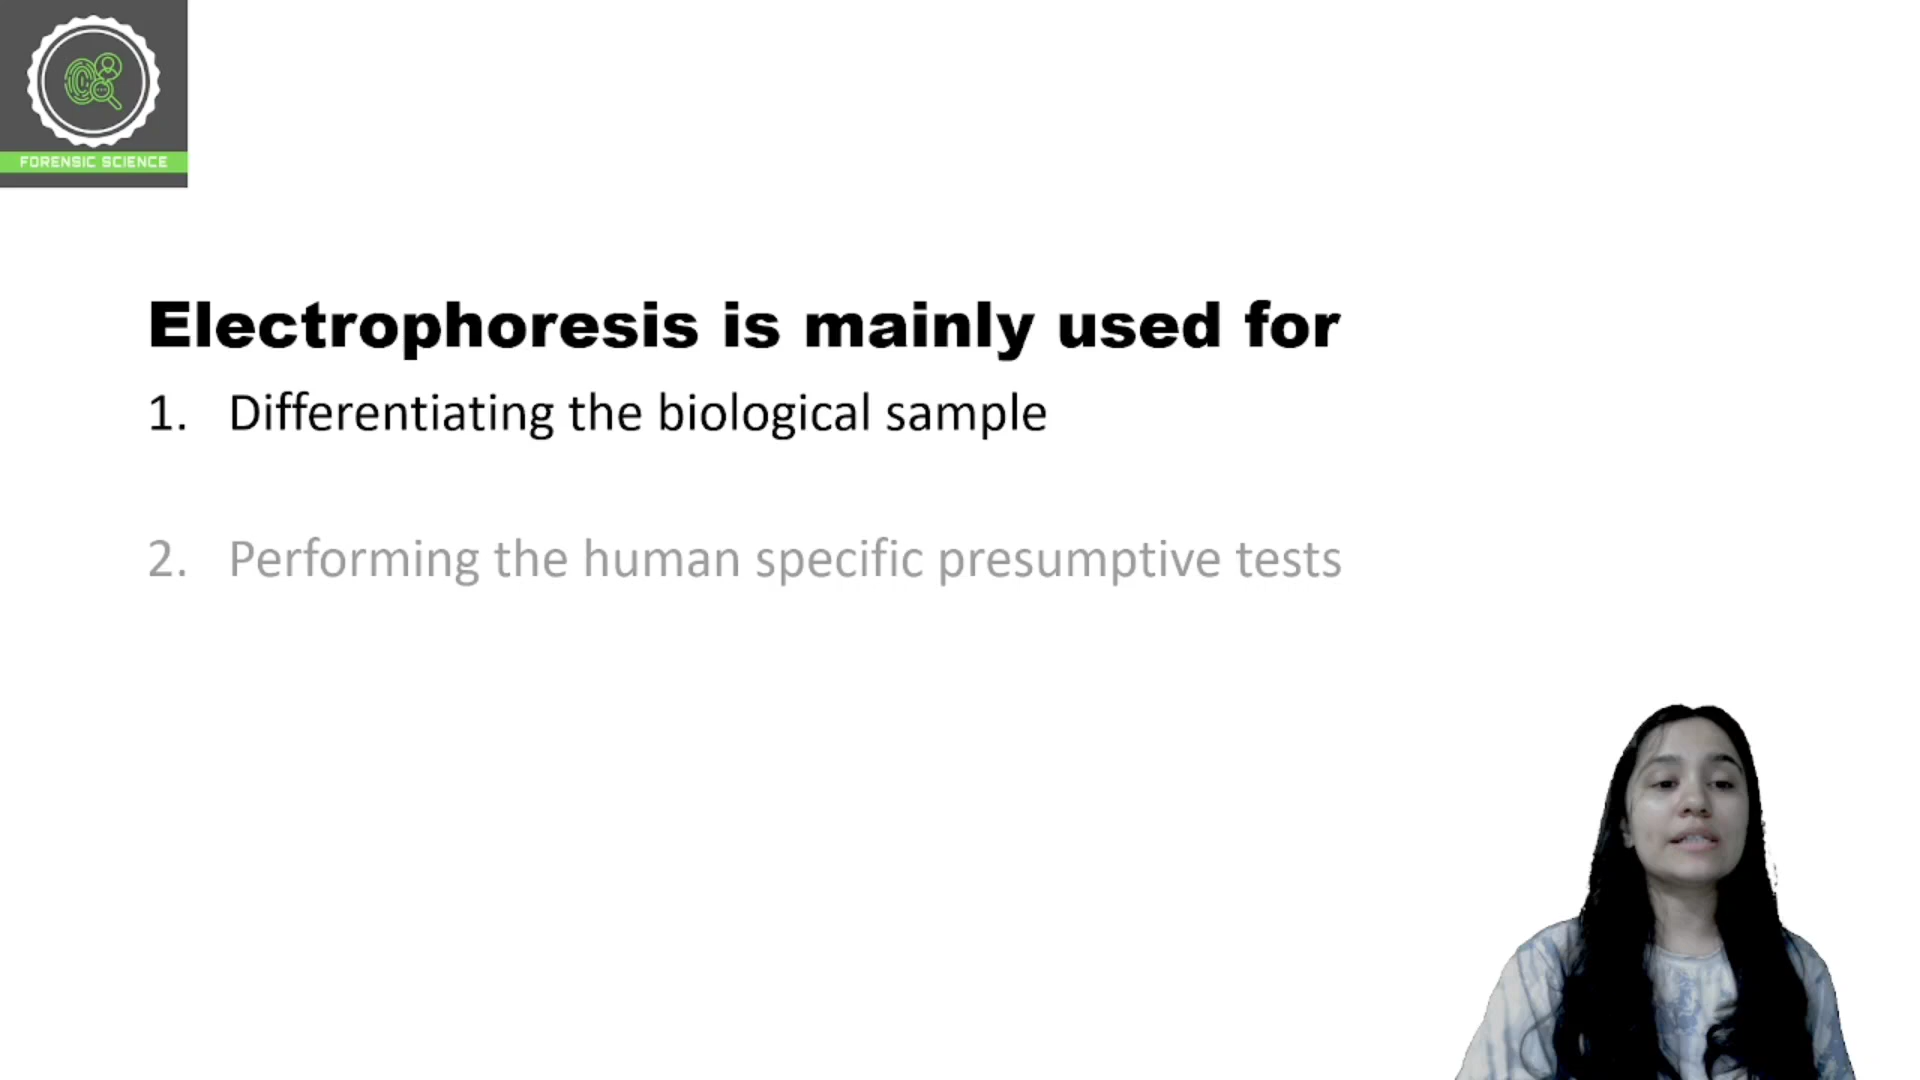 FORENSIC SCIENCE
Electrophoresis is mainly used for
1. Differentiating the biological sample
2. Performing the human specific presumptive tests